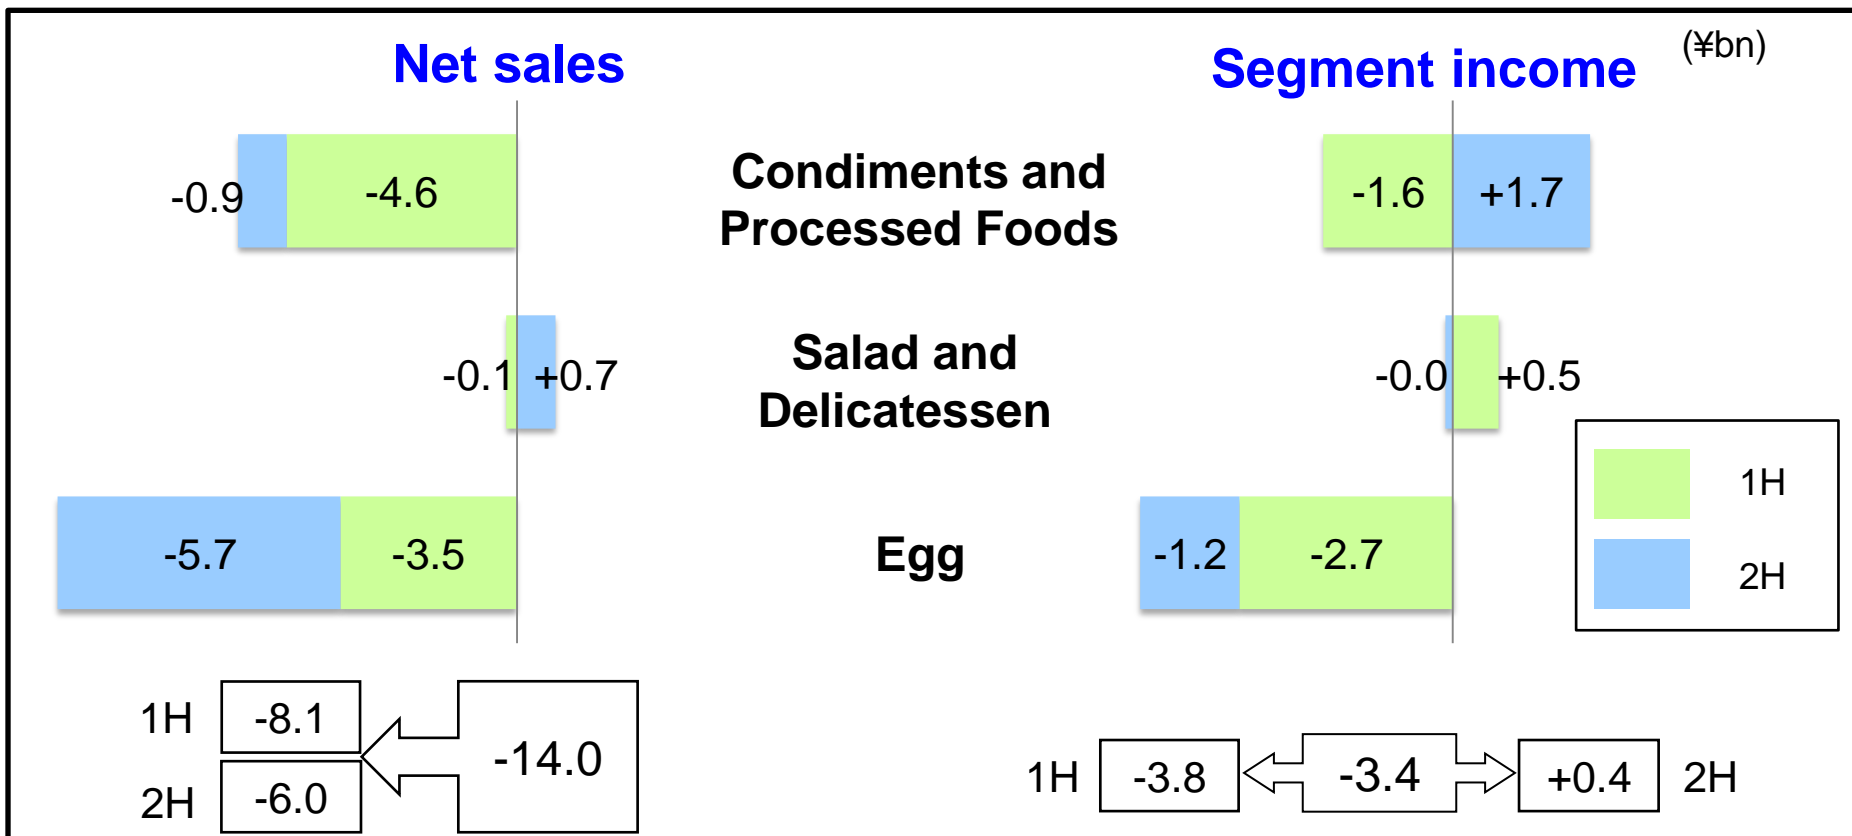 Net sales
Segment income
(¥bn)
-0.9
-4.6
Condiments and
Processed Foods
-1.6
+1.7
-0.1
+0.7
Salad and
Delicatessen
-0.0
+0.5
-5.7
-3.5
Egg
-1.2
-2.7
1H
2H
1H
-8.1
2H
-6.0
-14.0
1H
-3.8
-3.4
+0.4
2H